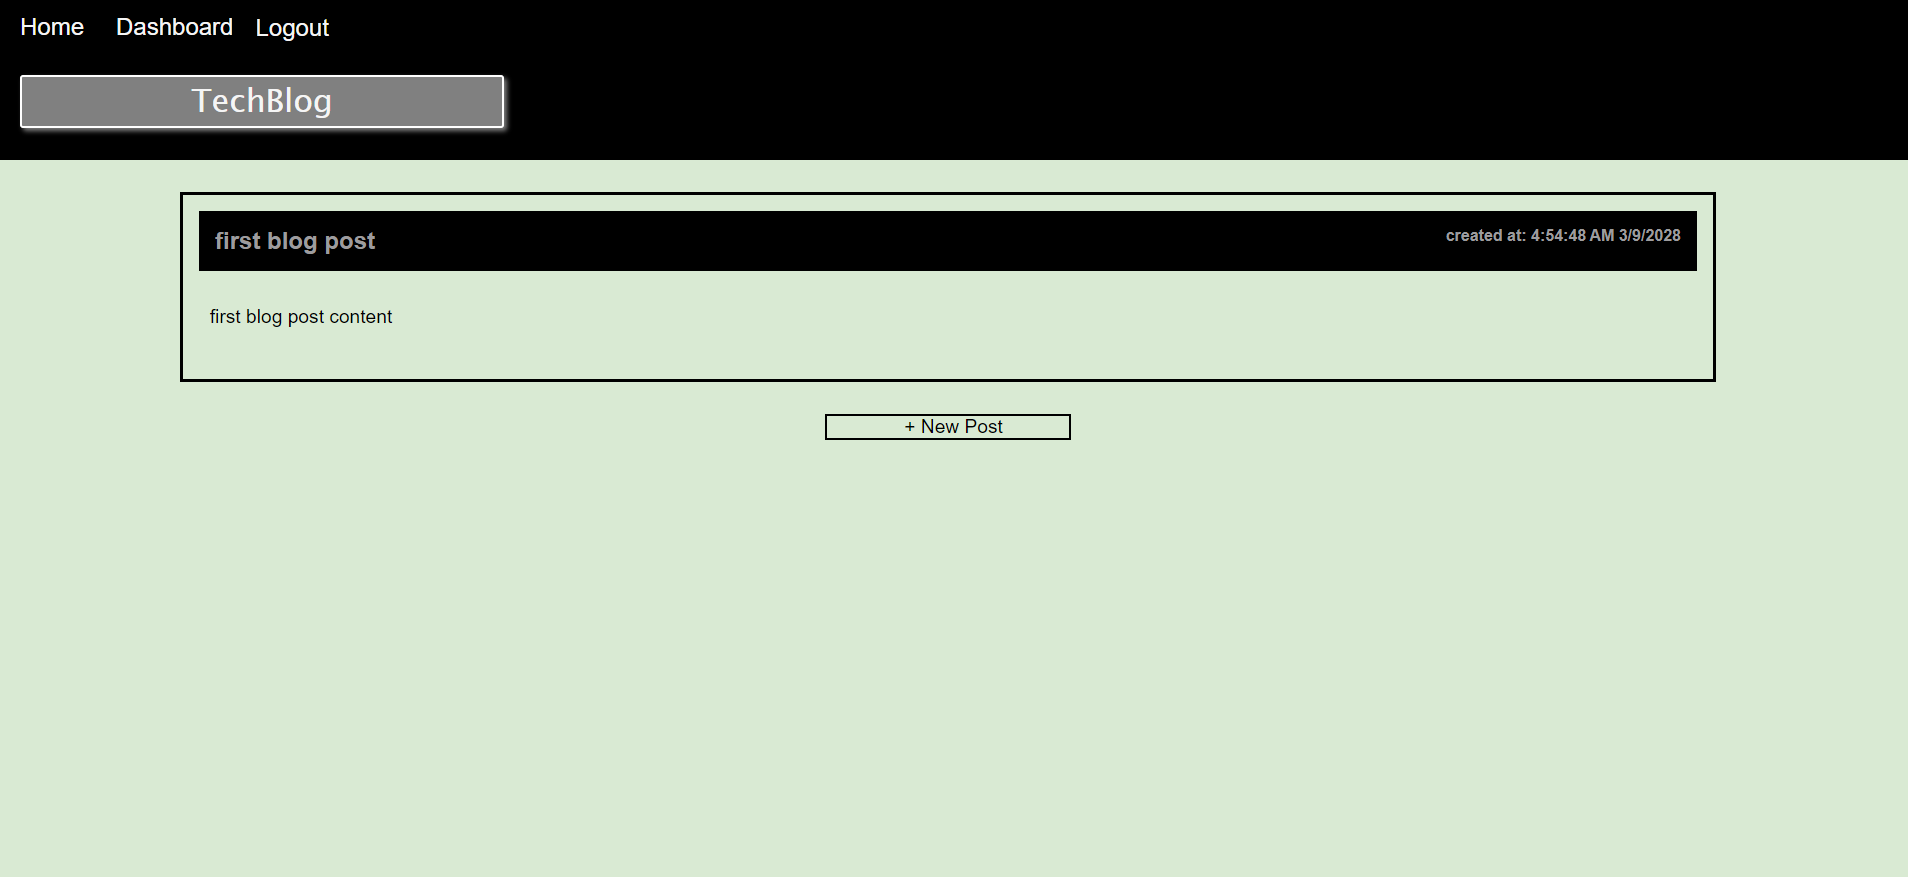 Home Dashboard Logout
TechBlog
first blog post created at: 4:54:48 AM 3/9/2028
first blog post content
+ New Post